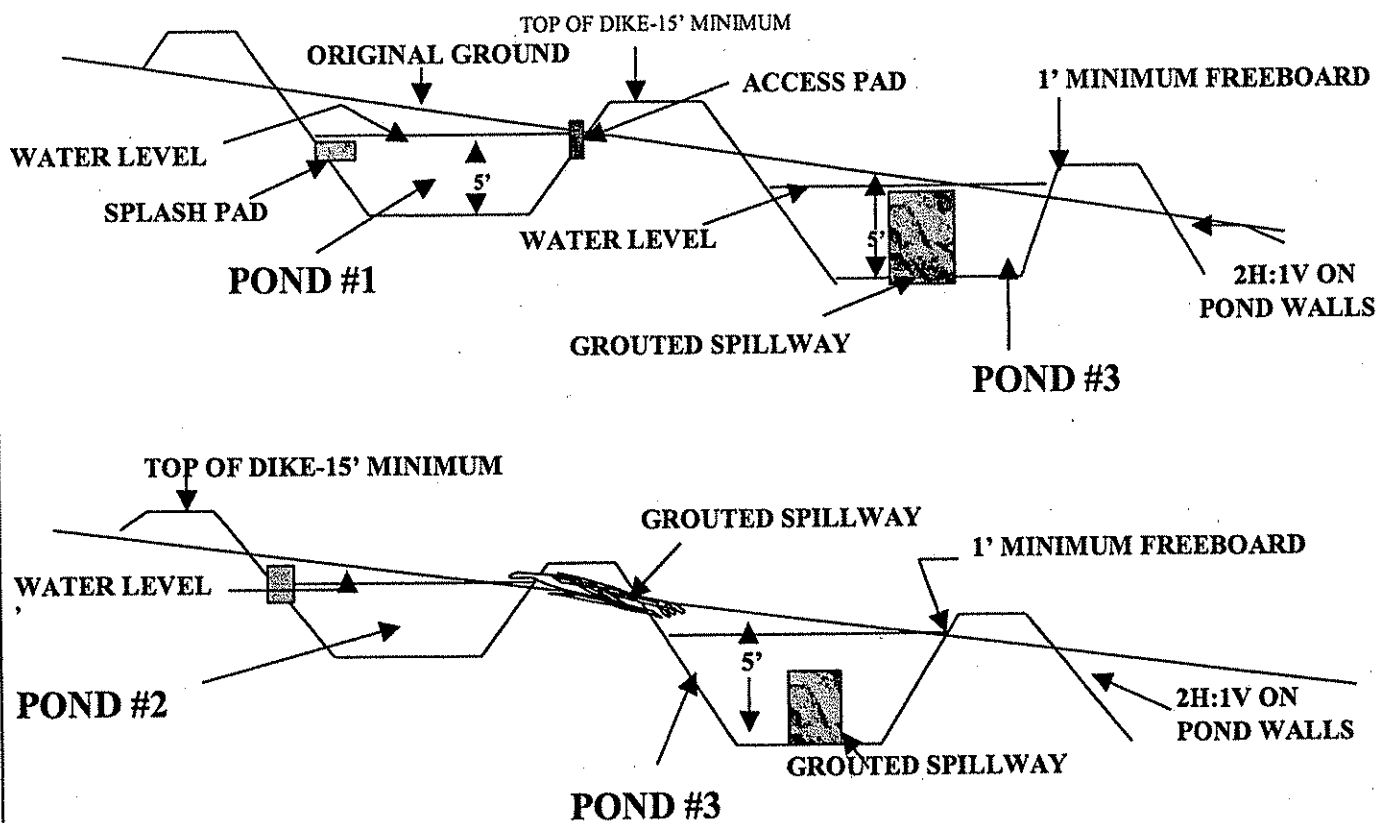 TOP OF DIKE-15' MINIMUM
ORIGINAL GROUND
ACCESS PAD
1' MINIMUM FREEBOARD
WATER LEVEL
5'
SPLASH PAD
WATER LEVEL
5'
POND #1
2H:1V ON
POND WALLS
GROUTED SPILLWAY
POND #3
TOP OF DIKE-15' MINIMUM
GROUTED SPILLWAY
1' MINIMUM FREEBOARD
WATER LEVEL
'
5'
POND #2
2H:1V ON
POND WALLS
GROUTED SPILLWAY
POND #3